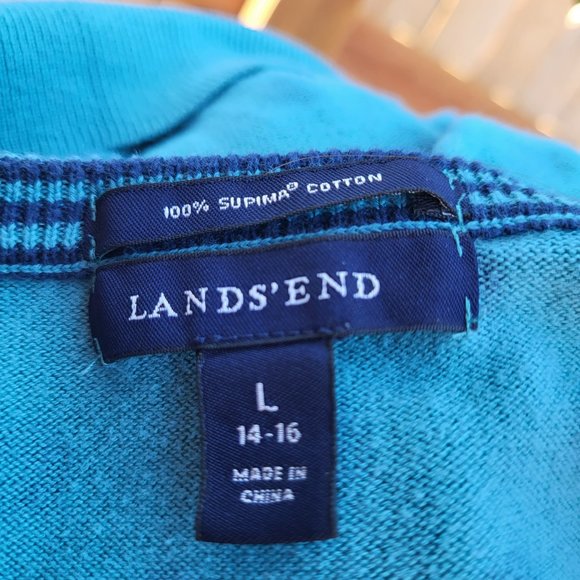 100% SUPIMA® COTTON
LANDS' END
L
14-16
MADE IN
CHINA